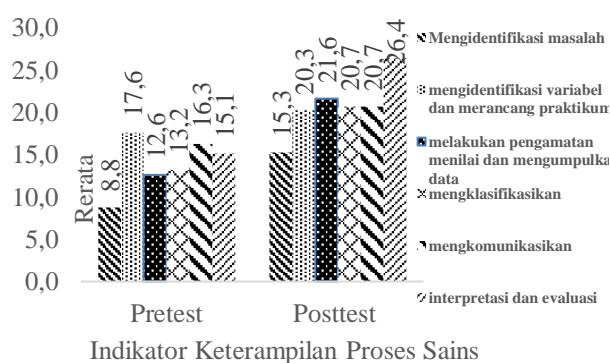 30,0
25,0
20,0
15,0
10,0
5,0
0,0
Rerata
8,8
17,6
12,6
13,2
16,3
15,1
15,3
20,3
21,6
20,7
20,7
26,4
Pretest
Posttest
Indikator Keterampilan Proses Sains
Mengidentifikasi masalah
mengidentifikasi variabel
dan merancang praktikum
melakukan pengamatan
menilai dan mengumpulka
data
mengklasifikasikan
mengkomunikasikan
interpretasi dan evaluasi